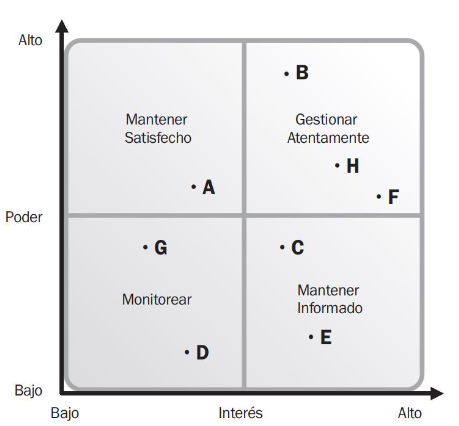 Alto
B
Mantener
Satisfecho
Gestionar
Atentamente
H
A
F
Poder
G
C
Monitorear
Mantener
Informado
E
D
Bajo
Bajo
Interés
Alto